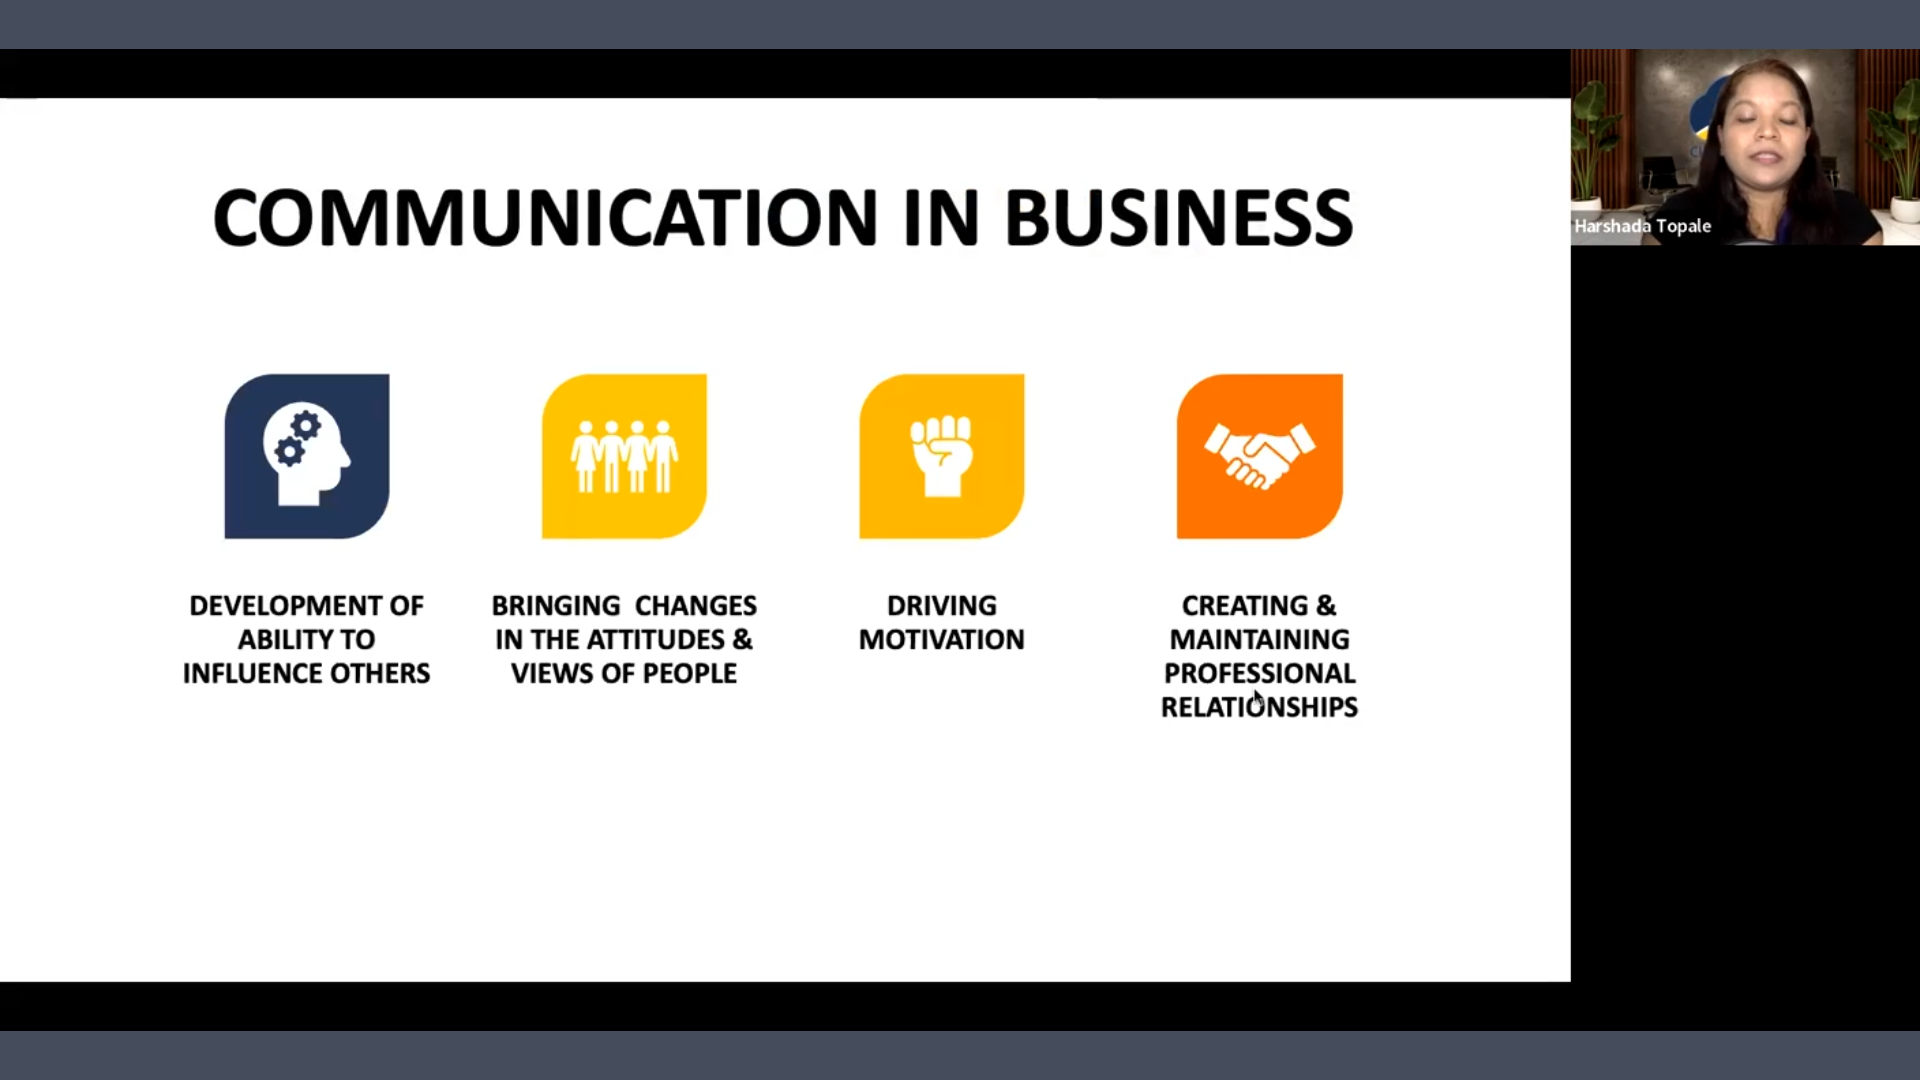 COMMUNICATION IN BUSINESS
DEVELOPMENT OF
ABILITY TO
INFLUENCE OTHERS
BRINGING CHANGES
IN THE ATTITUDES &
VIEWS OF PEOPLE
DRIVING
MOTIVATION
CREATING &
MAINTAINING
PROFESSIONAL
RELATIONSHIPS
Harshada Topale